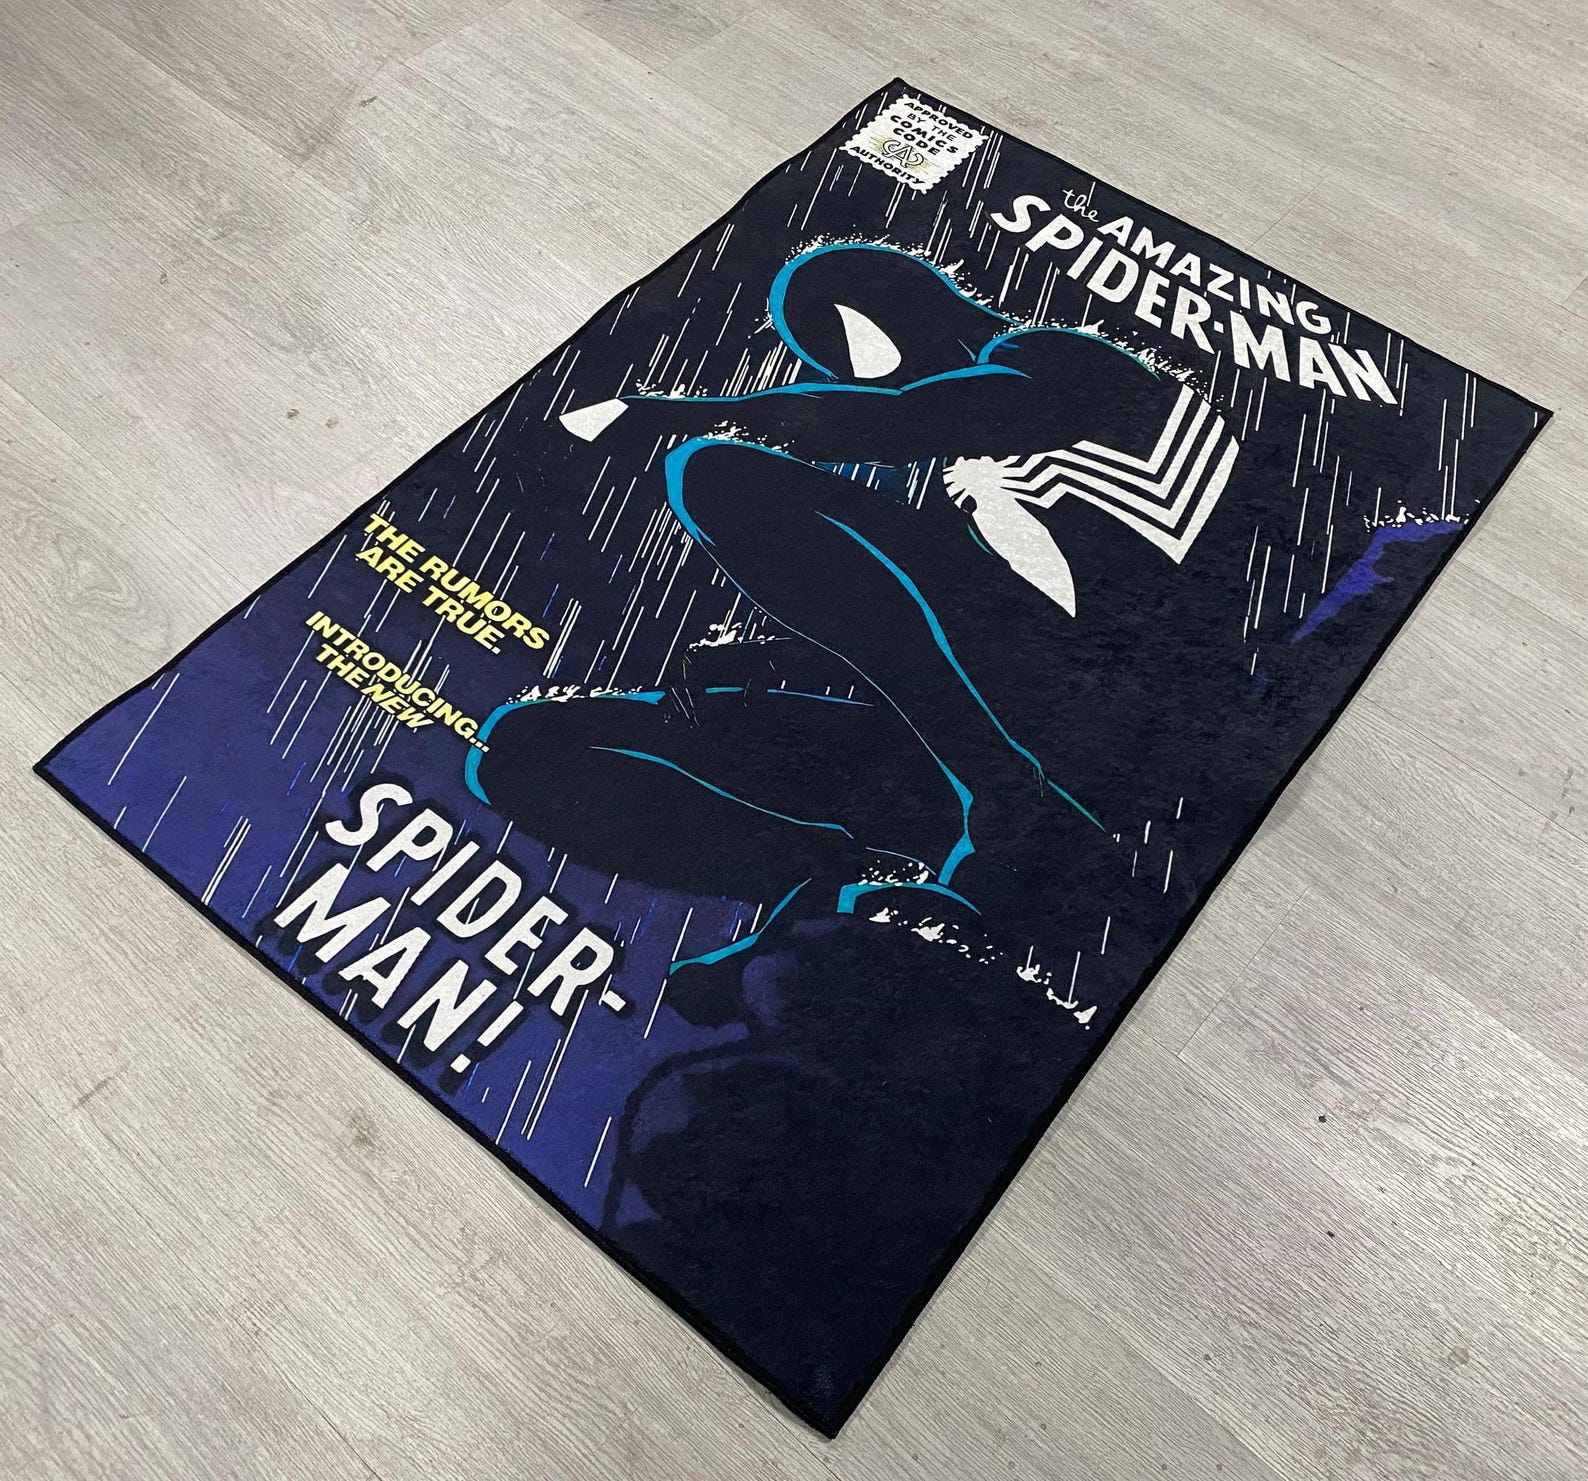 APPROVED
BY THE
COMICS
CODE
CA
AUTHORITY
the AMAZING
SPIDER-MAN
THE RUMORS
ARE TRUE.
INTRODUCING...
THE NEW
SPIDER-
MAN!